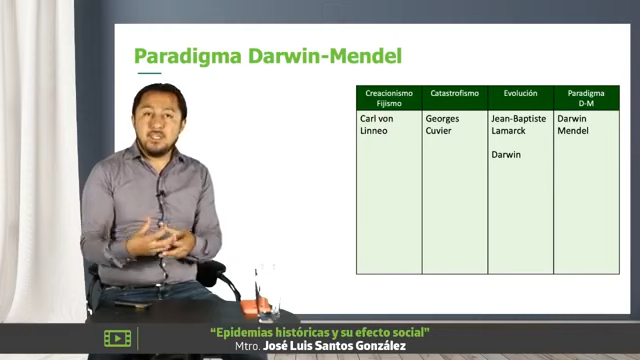 Paradigma Darwin-Mendel
Creacionismo
Fijismo
Catastrofismo
Evolución
Paradigma
D-M
Carl von
Linneo
Georges
Cuvier
Jean-Baptiste
Lamarck
Darwin
Darwin
Mendel
“Epidemias históricas y su efecto social”
Mtro. José Luis Santos González